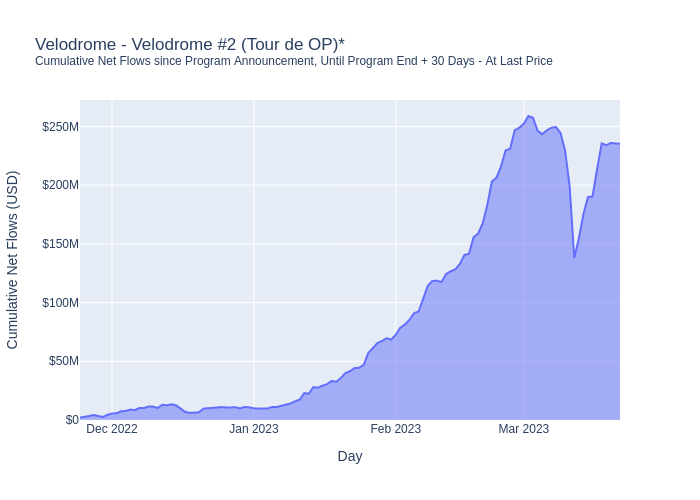 Velodrome - Velodrome #2 (Tour de OP)*
Cumulative Net Flows since Program Announcement, Until Program End + 30 Days - At Last Price
Cumulative Net Flows (USD)
$250M
$200M
$150M
$100M
$50M
$0
Dec 2022
Jan 2023
Feb 2023
Mar 2023
Day